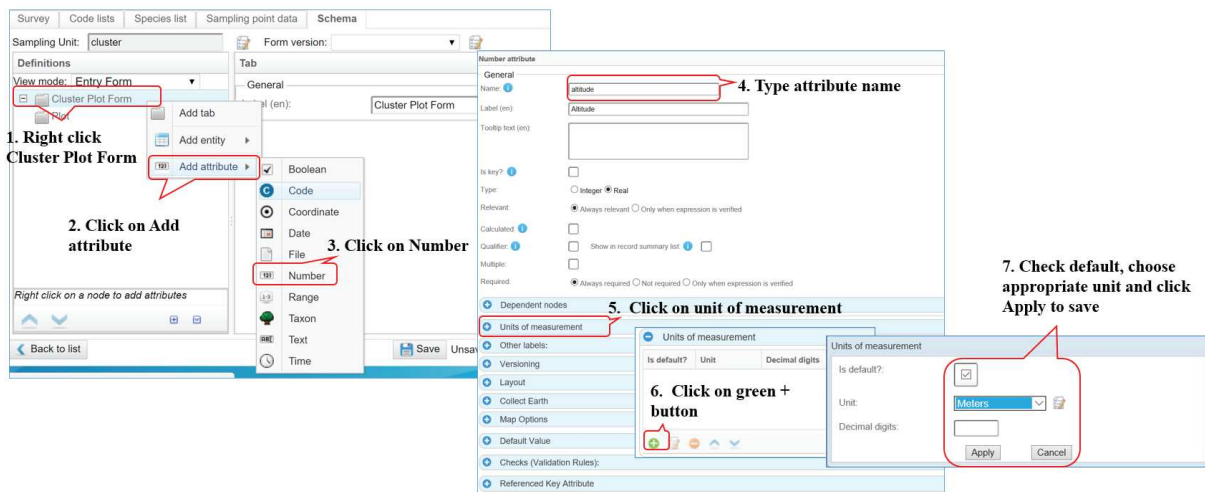 Survey Code lists Species list Sampling point data Schema
Sampling Unit: cluster Form version:
Definitions
View mode: Entry Form
Cluster Plot Form
Plot
1. Right click
Cluster Plot Form
Tab
General
Cluster Plot Form
Add tab
Add entity
Add attribute
2. Click on Add
attribute
Boolean
Code
Coordinate
Date
File
Number
Range
Taxon
Text
Time
3. Click on Number
Right click on a node to add attributes
Back to list
Save
Number attribute
General
Name: altitude
4. Type attribute name
Label (en): Altitude
Tooltip text (en):
Is key?:
Type: Integer Real
Relevant: Always relevant Only when expression is verified
Calculated:
Qualifier: Show in record summary list:
Multiple:
Required: Always required Not required Only when expression is verified
Dependent nodes
5. Click on unit of measurement
Units of measurement
Other labels:
Versioning
Layout
Collect Earth
Map Options
Default Value
Checks (Validation Rules):
Referenced Key Attribute
Units of measurement
Is default? Unit Decimal digits
6. Click on green +
button
7. Check default, choose
appropriate unit and click
Apply to save
Units of measurement
Is default?:
Unit: Meters
Decimal digits:
Apply Cancel